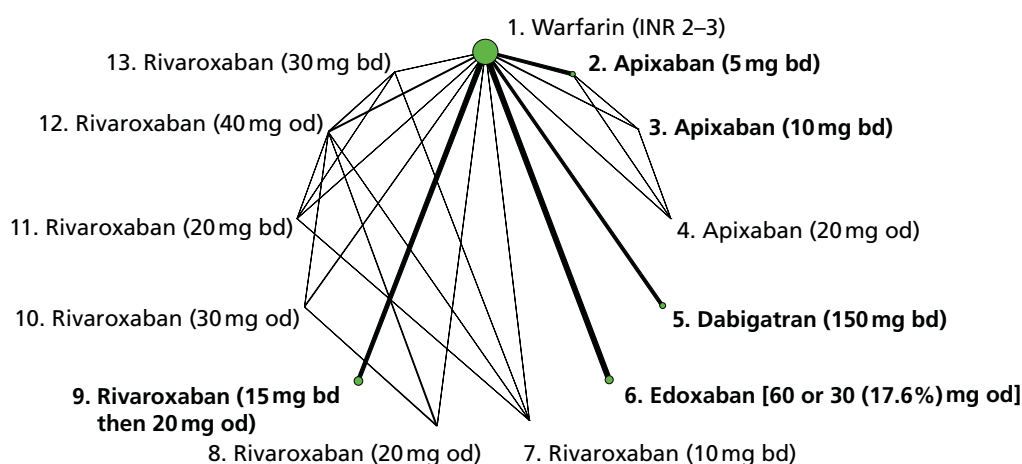 1. Warfarin (INR 2–3)
2. Apixaban (5 mg bd)
3. Apixaban (10 mg bd)
4. Apixaban (20 mg od)
5. Dabigatran (150 mg bd)
6. Edoxaban [60 or 30 (17.6%) mg od]
7. Rivaroxaban (10 mg bd)
8. Rivaroxaban (20 mg od)
9. Rivaroxaban (15 mg bd
then 20 mg od)
10. Rivaroxaban (30 mg od)
11. Rivaroxaban (20 mg bd)
12. Rivaroxaban (40 mg od)
13. Rivaroxaban (30 mg bd)